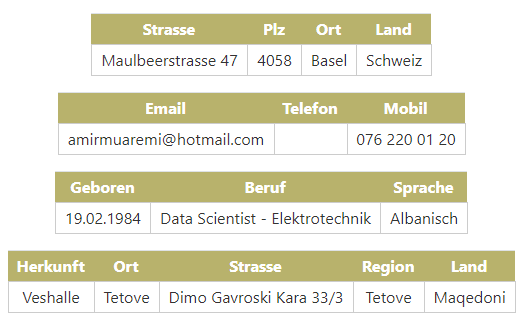 Strasse Plz Ort Land
Maulbeerstrasse 47 4058 Basel Schweiz
Email Telefon Mobil
amirmuaremi@hotmail.com 076 220 01 20
Geboren Beruf Sprache
19.02.1984 Data Scientist - Elektrotechnik Albanisch
Herkunft Ort Strasse Region Land
Veshalle Tetove Dimo Gavroski Kara 33/3 Tetove Maqedoni